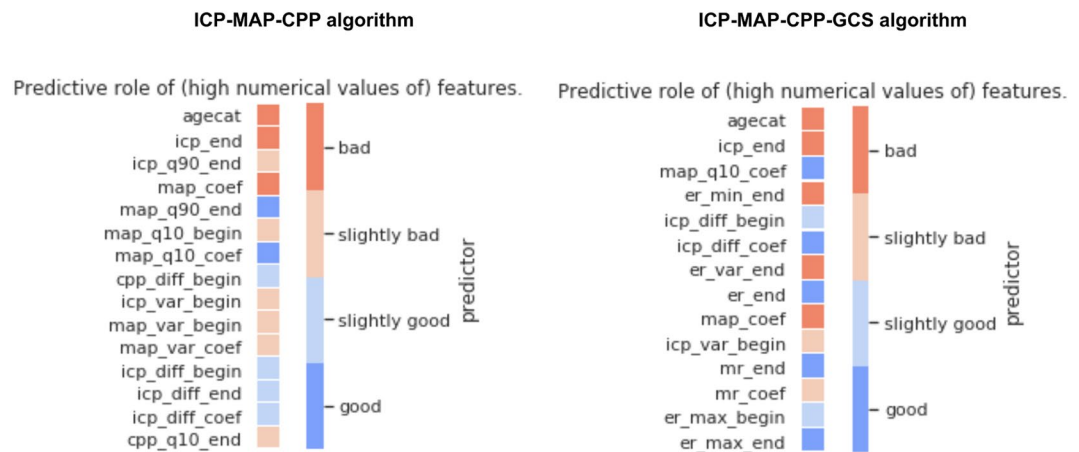 ICP-MAP-CPP algorithm
Predictive role of (high numerical values of) features.
agecat
icp_end
icp_q90_end
map_coef
map_q90_end
map_q10_begin
map_q10_coef
cpp_diff_begin
icp_var_begin
map_var_begin
map_var_coef
icp_diff_begin
icp_diff_end
icp_diff_coef
cpp_q10_end
bad
slightly bad
slightly good
good
predictor
ICP-MAP-CPP-GCS algorithm
Predictive role of (high numerical values of) features.
agecat
icp_end
map_q10_coef
er_min_end
icp_diff_begin
icp_diff_coef
er_var_end
er_end
map_coef
icp_var_begin
mr_end
mr_coef
er_max_begin
er_max_end
bad
slightly bad
slightly good
good
predictor